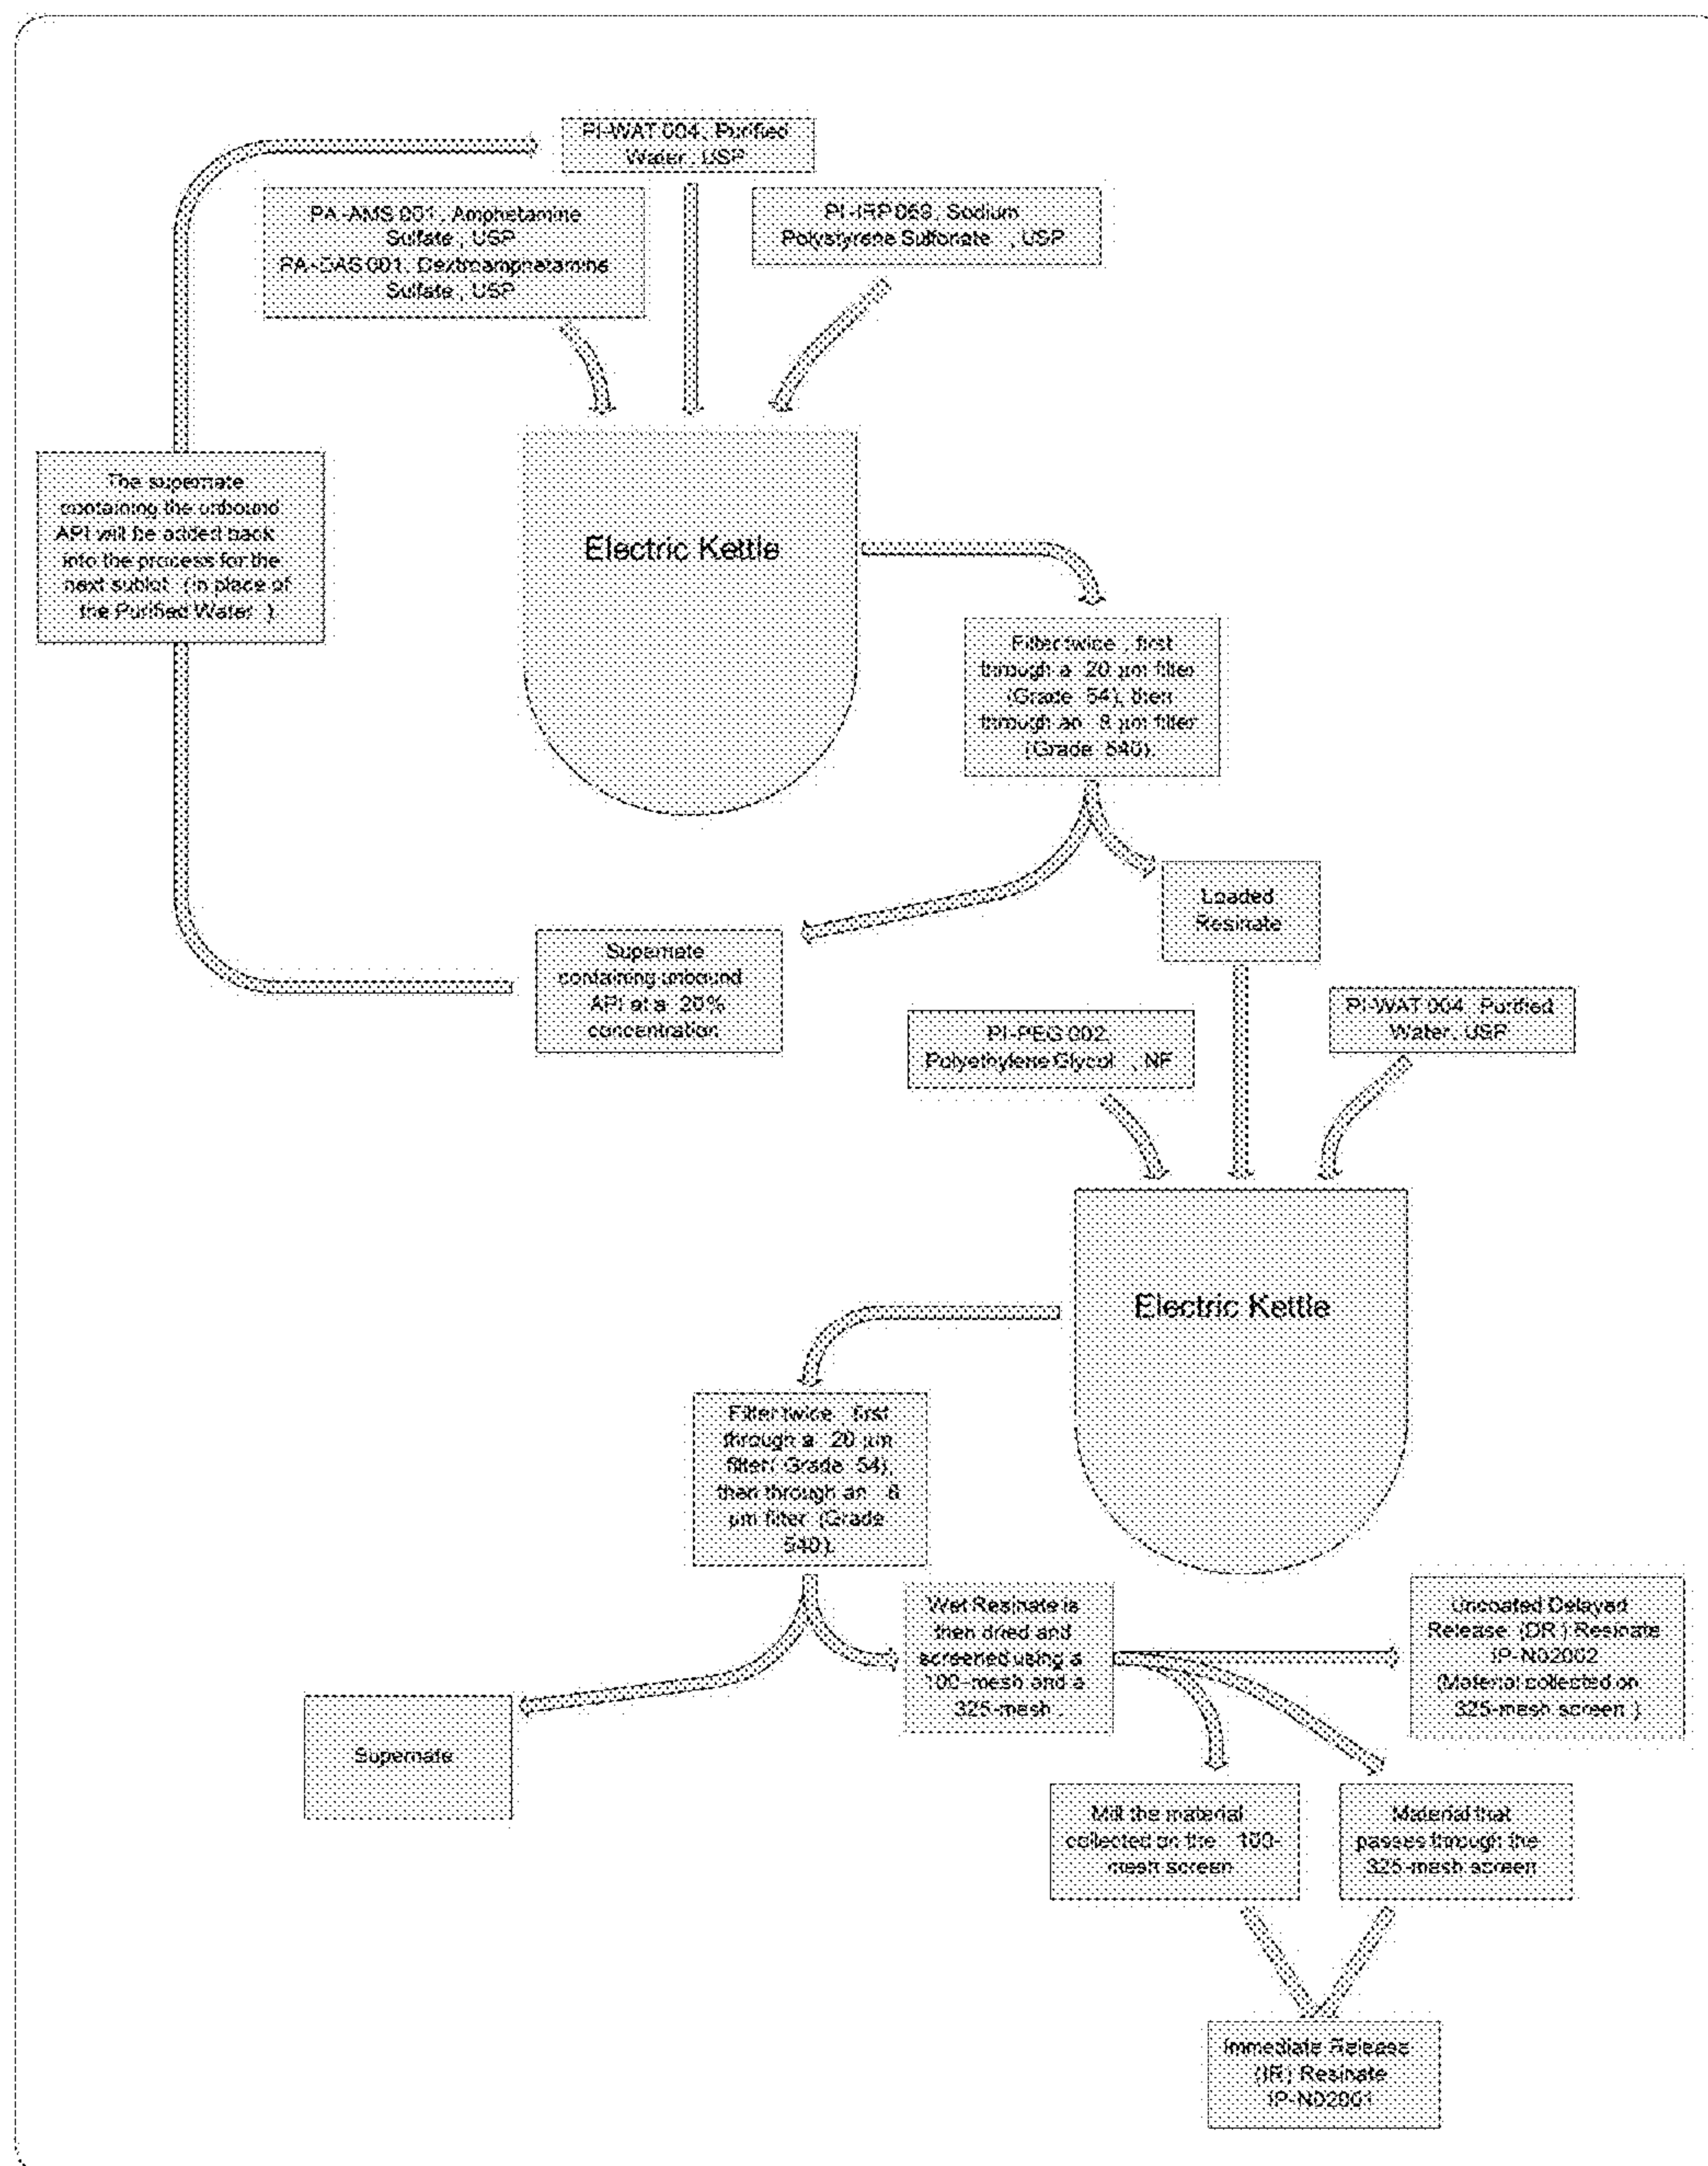 PI-WAT 004, Purified
Water, USP
PA-AMS 001, Amphetamine
Sulfate, USP
PA-DAS 001, Dextroamphetamine
Sulfate, USP
PI-IRP 069, Sodium
Polystyrene Sulfonate , USP
The supernate
containing the unbound
API will be added back
into the process for the
next sublot (in place of
the Purified Water )
Electric Kettle
Filter twice , first
through a 20 µm filter
(Grade 54), then
through an 8 µm filter
(Grade 540).
Loaded
Resinate
Supernate
containing unbound
API at a 20%
concentration
PI-PEG 002,
Polyethylene Glycol , NF
PI-WAT 004, Purified
Water, USP
Electric Kettle
Filter twice , first
through a 20 µm
filter( Grade 54),
then through an 8
µm filter (Grade
540).
Wet Resinate is
then dried and
screened using a
100-mesh and a
325-mesh
Uncoated Delayed
Release (DR ) Resinate
IP-N02002
(Material collected on
325-mesh screen )
Supernate
Mill the material
collected on the 100-
mesh screen
Material that
passes through the
325-mesh screen
Immediate Release
(IR) Resinate
IP-N02001